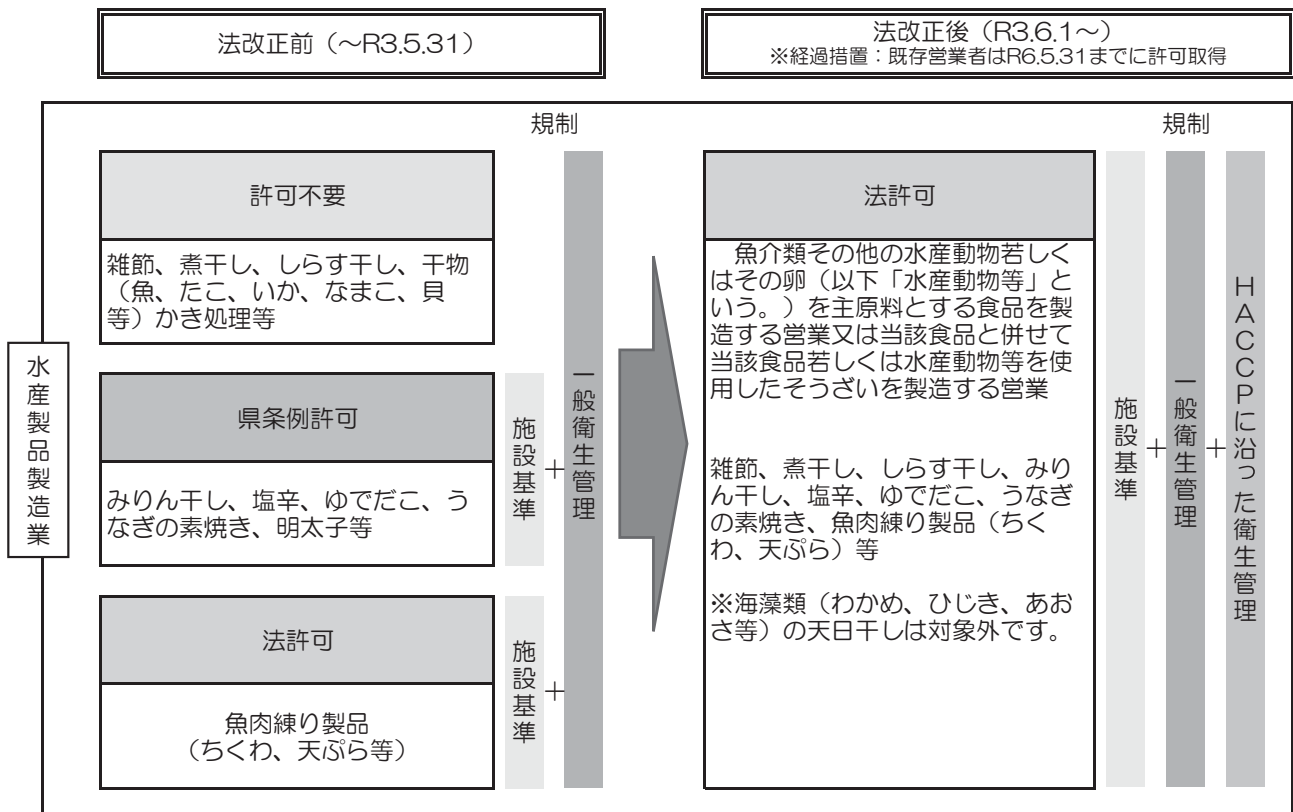 法改正前（～R3.5.31）
法改正後（R3.6.1～）
※経過措置：既存営業者はR6.5.31までに許可取得
水産製品製造業
規制
許可不要
雑節、煮干し、しらす干し、干物
（魚、たこ、いか、なまこ、貝
等）かき処理等
県条例許可
みりん干し、塩辛、ゆでだこ、う
なぎの素焼き、明太子等
施設基準
＋
法許可
魚肉練り製品
（ちくわ、天ぷら等）
施設基準
＋
一般衛生管理
規制
法許可
　魚介類その他の水産動物若しく
はその卵（以下「水産動物等」と
いう。）を主原料とする食品を製
造する営業又は当該食品と併せて
当該食品若しくは水産動物等を使
用したそうざいを製造する営業
雑節、煮干し、しらす干し、みり
ん干し、塩辛、ゆでだこ、うなぎ
の素焼き、魚肉練り製品（ちく
わ、天ぷら）等
※海藻類（わかめ、ひじき、あお
さ等）の天日干しは対象外です。
施設基準
＋
一般衛生管理
＋
HACCPに沿った衛生管理